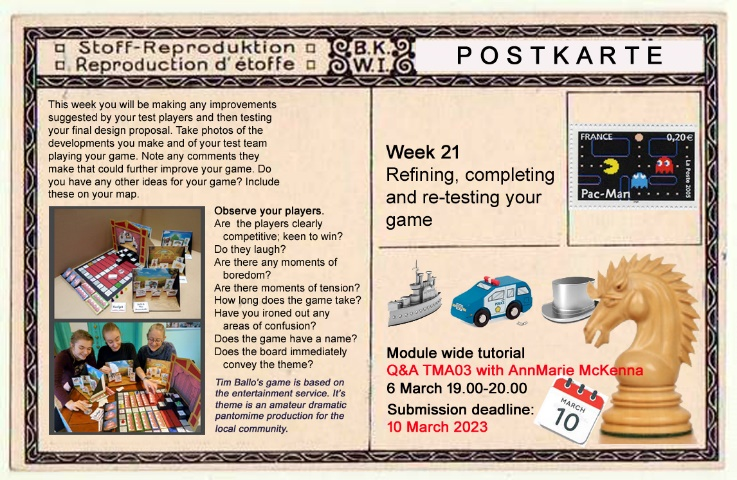 Stoff-Reproduktion
Reproduction d'étoffe
B.K.
W.I.
POSTKARTË
This week you will be making any improvements
suggested by your test players and then testing
your final design proposal. Take photos of the
developments you make and of your test team
playing your game. Note any comments they
make that could further improve your game. Do
you have any other ideas for your game? Include
these on your map.
Observe your players.
Are the players clearly
competitive; keen to win?
Do they laugh?
Are there any moments of
boredom?
Are there moments of tension?
How long does the game take?
Have you ironed out any
areas of confusion?
Does the game have a name?
Does the board immediately
convey the theme?
Tim Ballo's game is based on
the entertainment service. It's
theme is an amateur dramatic
pantomime production for the
local community.
Week 21
Refining, completing
and re-testing your
game
FRANCE 0,20€
Pac-Man
La Poste 2005
POLICE
Module wide tutorial
Q&A TMA03 with AnnMarie McKenna
6 March 19.00-20.00
Submission deadline:
10 March 2023
MARCH
10